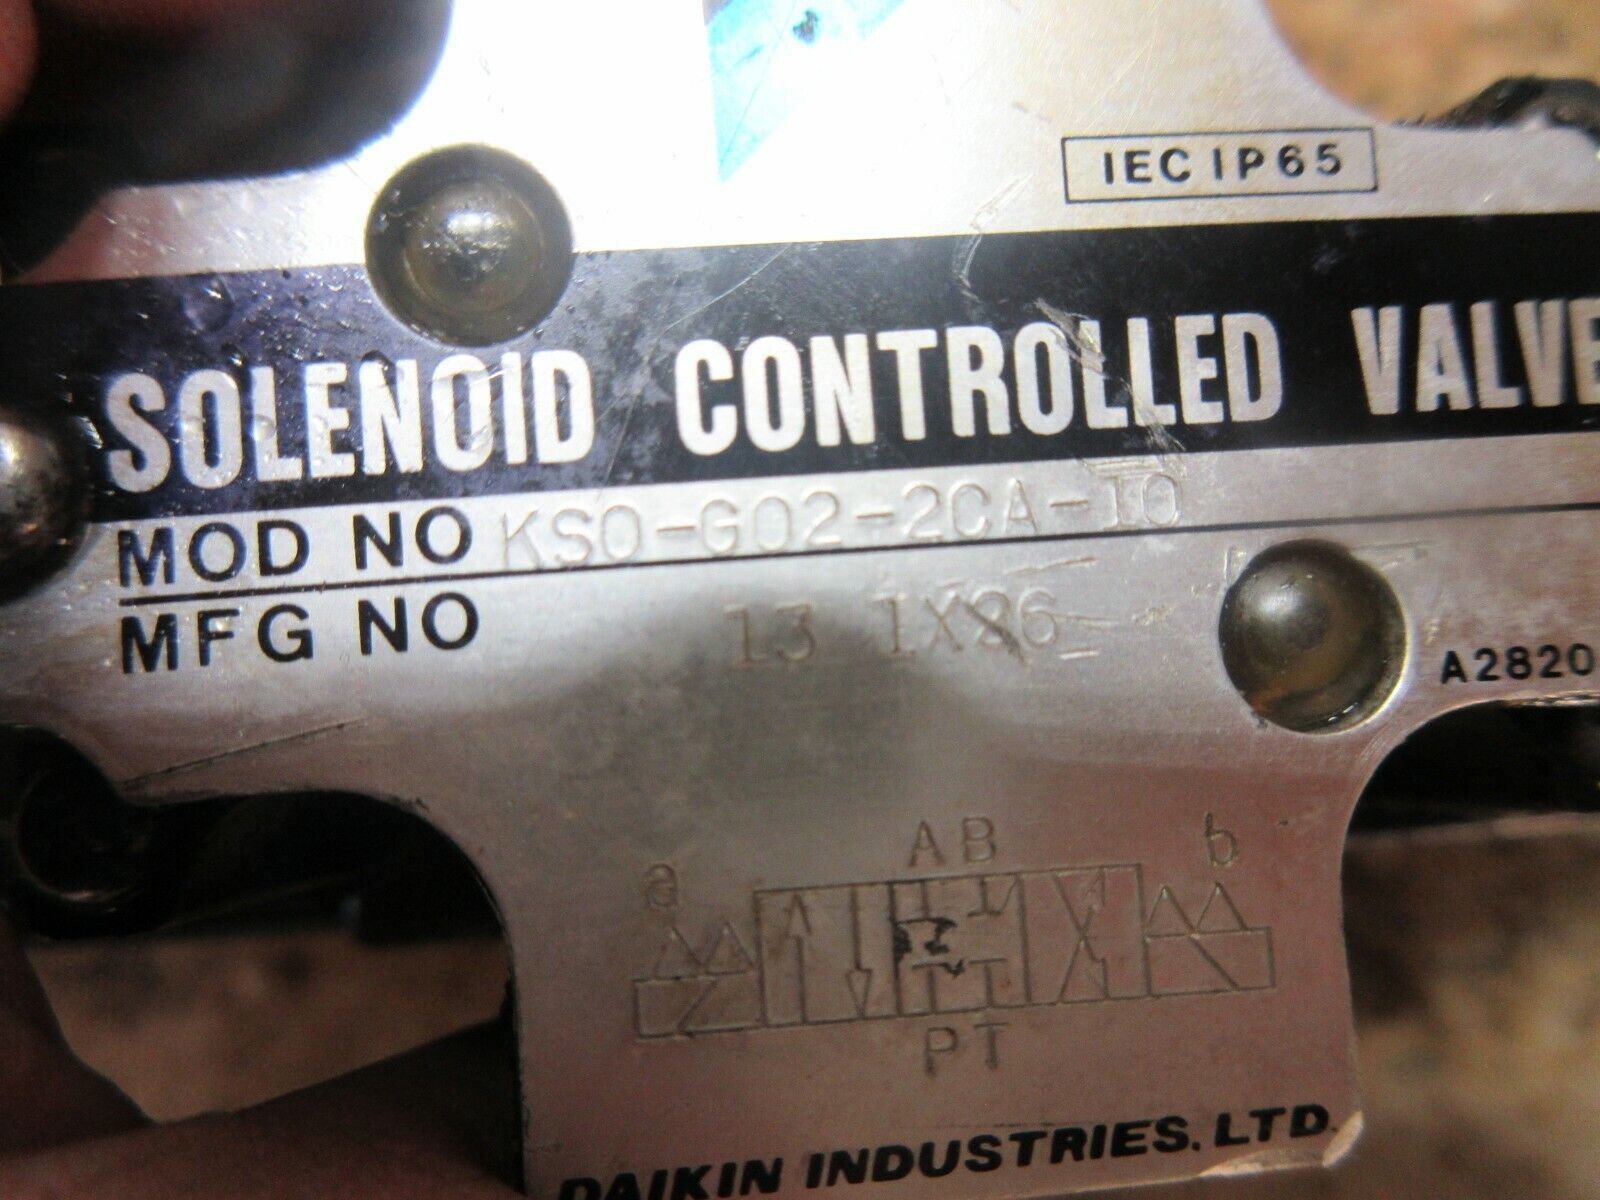 IEC IP65
SOLENOID CONTROLLED VALVE
MOD NO KSO-G02-2CA-10
MFG NO 13 1X26
A2820
a AB b
PT
DAIKIN INDUSTRIES, LTD.